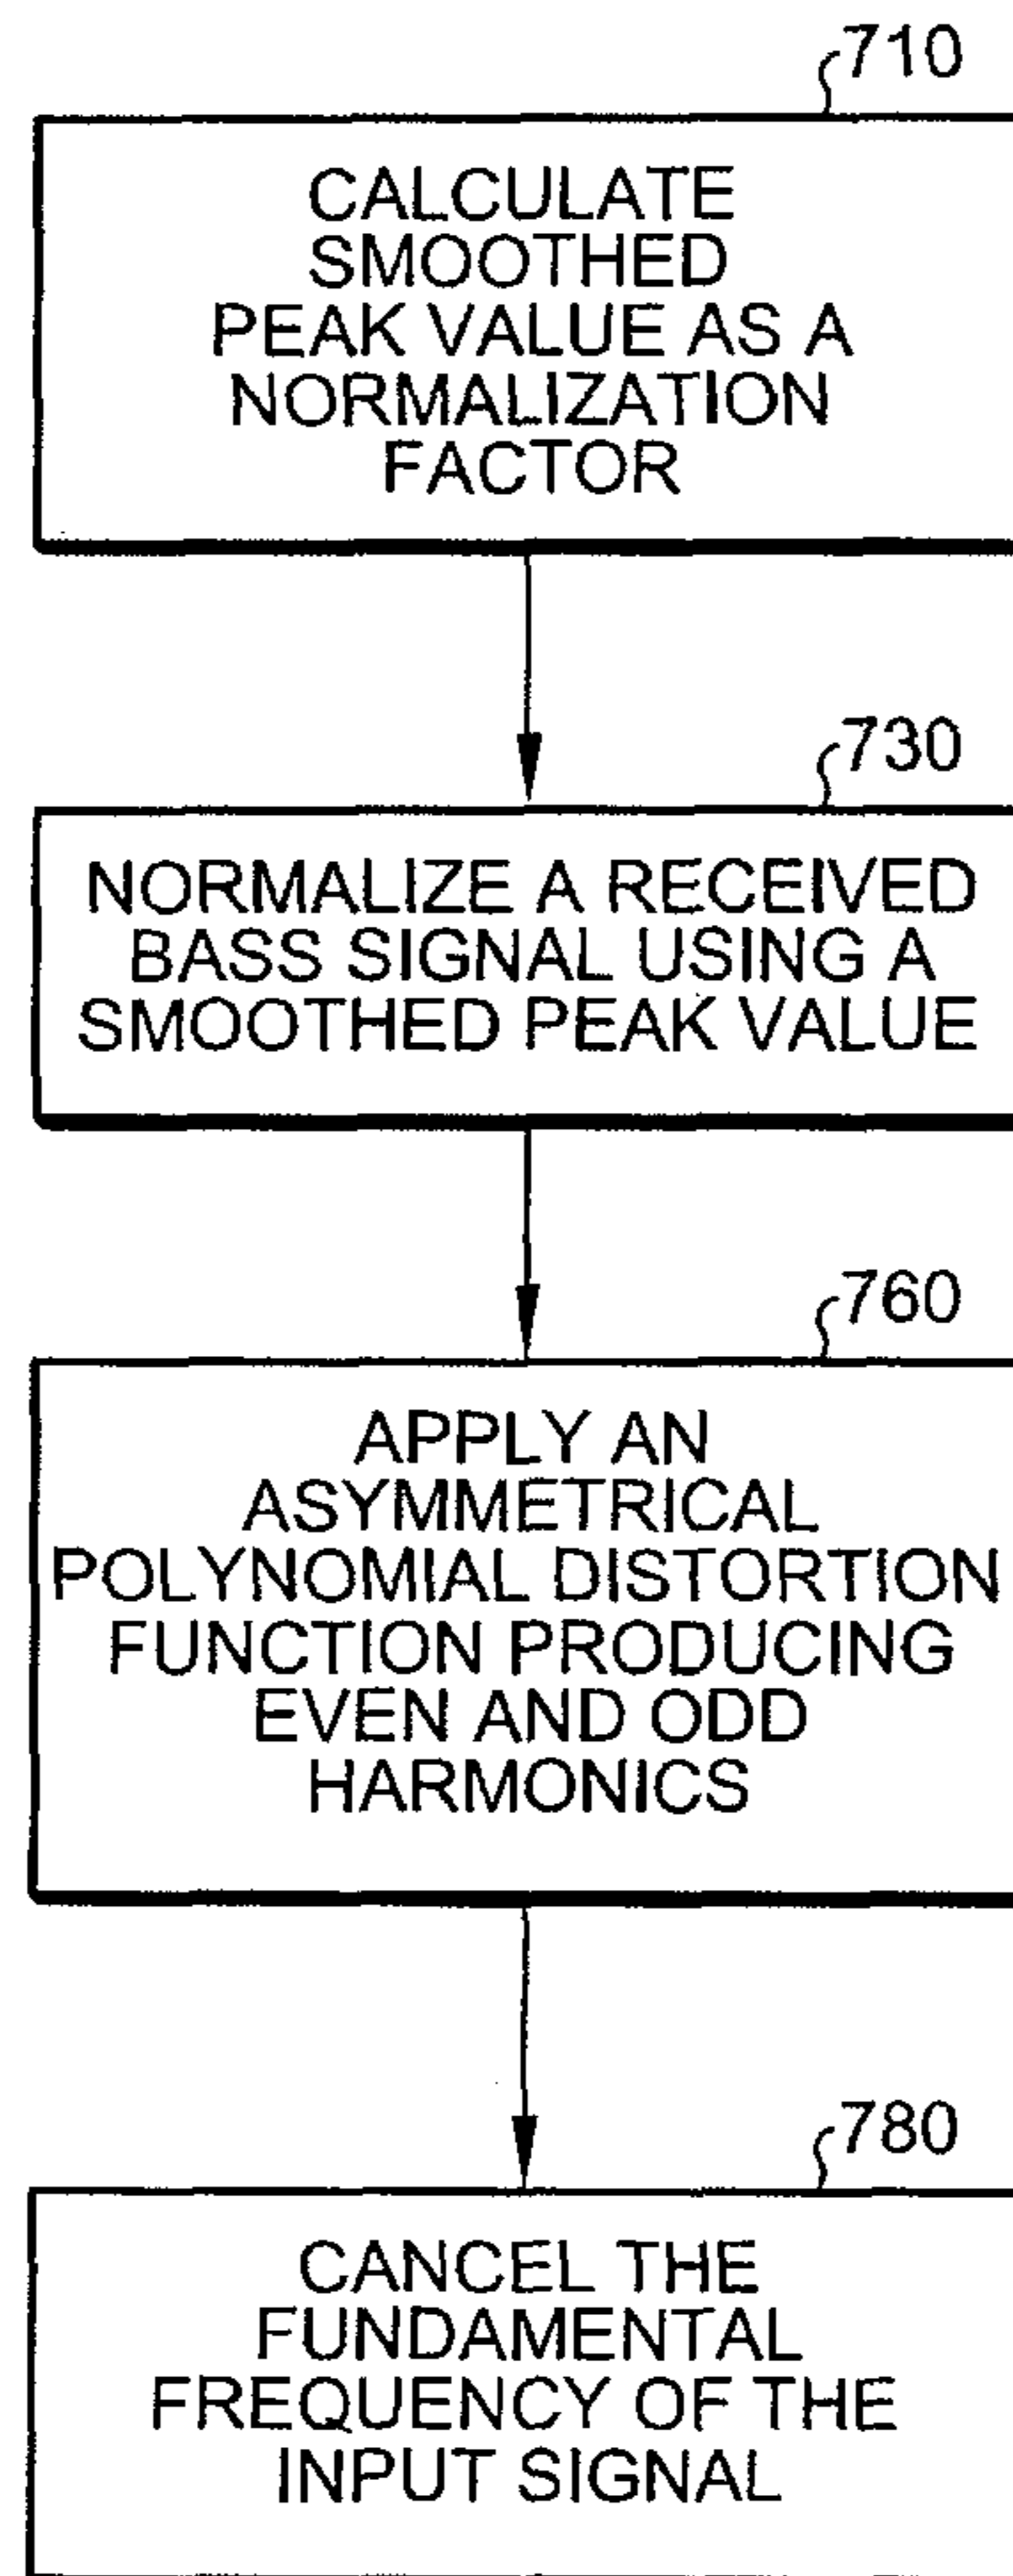 710
CALCULATE
SMOOTHED
PEAK VALUE AS A
NORMALIZATION
FACTOR
730
NORMALIZE A RECEIVED
BASS SIGNAL USING A
SMOOTHED PEAK VALUE
760
APPLY AN
ASYMMETRICAL
POLYNOMIAL DISTORTION
FUNCTION PRODUCING
EVEN AND ODD
HARMONICS
780
CANCEL THE
FUNDAMENTAL
FREQUENCY OF THE
INPUT SIGNAL